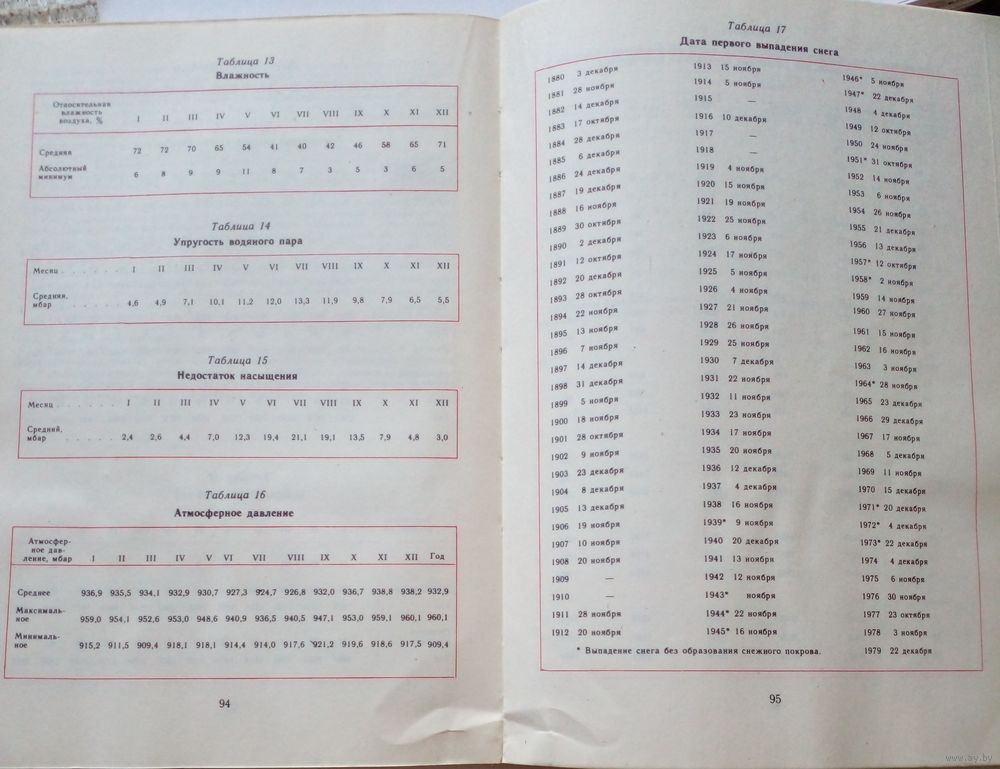 Таблица 13
Влажность
Относительная влажность воздуха, % I II III IV V VI VII VIII IX X XI XII
Средняя 72 72 70 65 54 41 40 42 46 58 65 71
Абсолютный минимум 6 8 9 9 11 8 7 3 5 3 6 5
Таблица 14
Упругость водяного пара
Месяц . . . . . . I II III IV V VI VII VIII IX X XI XII
Средняя, мбар . . . . . . 4,6 4,9 7,1 10,1 11,2 12,0 13,3 11,9 9,8 7,9 6,5 5,5
Таблица 15
Недостаток насыщения
Месяц . . . . . . I II III IV V VI VII VIII IX X XI XII
Средний, мбар . . . . . . 2,4 2,6 4,4 7,0 12,3 19,4 21,1 19,1 13,5 7,9 4,8 3,0
Таблица 16
Атмосферное давление
Атмосфер-
ное дав-
ление, мбар I II III IV V VI VII VIII IX X XI XII Год
Среднее 936,9 935,5 934,1 932,9 930,7 927,3 924,7 926,8 932,0 936,7 938,8 938,2 932,9
Максималь-
ное 959,0 954,1 952,6 953,0 948,6 940,9 936,5 940,5 947,1 953,0 959,1 960,1 960,1
Минималь-
ное 915,2 911,5 909,4 918,1 918,1 914,4 914,0 917,6 921,2 919,6 918,6 917,5 909,4
94
Таблица 17
Дата первого выпадения снега
1880 3 декабря
1881 28 ноября
1882 14 декабря
1883 17 октября
1884 28 декабря
1885 6 декабря
1886 24 декабря
1887 19 декабря
1888 16 ноября
1889 30 октября
1890 2 декабря
1891 12 октября
1892 20 декабря
1893 28 октября
1894 22 ноября
1895 13 ноября
1896 7 ноября
1897 14 декабря
1898 31 декабря
1899 5 ноября
1900 18 ноября
1901 28 октября
1902 9 ноября
1903 23 декабря
1904 8 декабря
1905 13 декабря
1906 19 ноября
1907 10 ноября
1908 20 ноября
1909 —
1910 —
1911 28 ноября
1912 20 ноября
1913 15 ноября
1914 5 ноября
1915 —
1916 10 декабря
1917 —
1918 —
1919 4 ноября
1920 15 ноября
1921 19 ноября
1922 25 ноября
1923 6 ноября
1924 17 ноября
1925 5 ноября
1926 4 ноября
1927 21 ноября
1928 26 ноября
1929 25 ноября
1930 7 декабря
1931 22 ноября
1932 11 ноября
1933 23 ноября
1934 17 ноября
1935 20 ноября
1936 12 декабря
1937 4 декабря
1938 16 ноября
1939* 9 ноября
1940 20 декабря
1941 13 ноября
1942 12 ноября
1943* ноября
1944* 22 ноября
1945* 16 ноября
1946* 5 ноября
1947* 22 декабря
1948 4 декабря
1949 12 октября
1950 24 ноября
1951* 31 октября
1952 14 ноября
1953 6 ноября
1954 26 ноября
1955 21 декабря
1956 13 декабря
1957* 12 октября
1958* 2 ноября
1959 14 ноября
1960 27 ноября
1961 15 ноября
1962 16 ноября
1963 3 ноября
1964* 28 ноября
1965 23 декабря
1966 29 декабря
1967 17 ноября
1968 5 декабря
1969 11 ноября
1970 15 декабря
1971* 20 декабря
1972* 4 декабря
1973* 22 декабря
1974 4 декабря
1975 6 ноября
1976 30 ноября
1977 23 октября
1978 3 ноября
1979 22 декабря
* Выпадение снега без образования снежного покрова.
95
www.ay.by